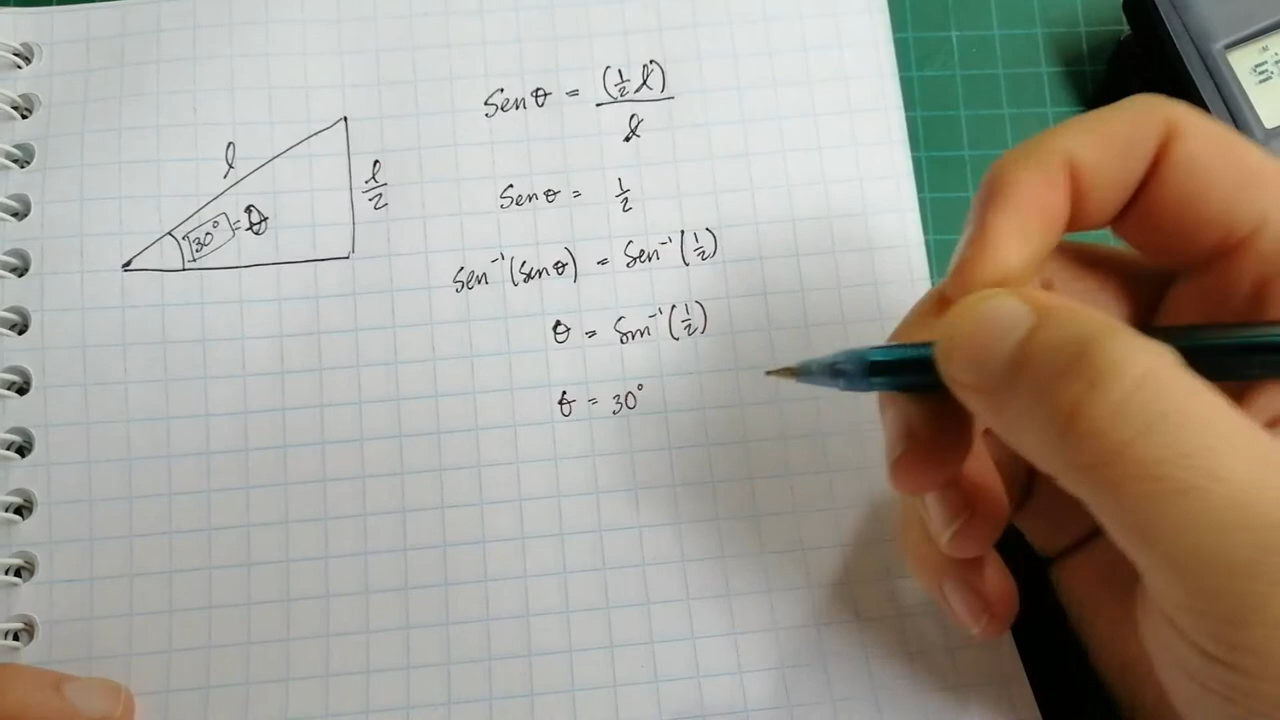 l
l/2
30° = θ
Sen θ = (1/2 l) / l
Sen θ = 1/2
Sen⁻¹(Sen θ) = Sen⁻¹(1/2)
θ = Sen⁻¹(1/2)
θ = 30°